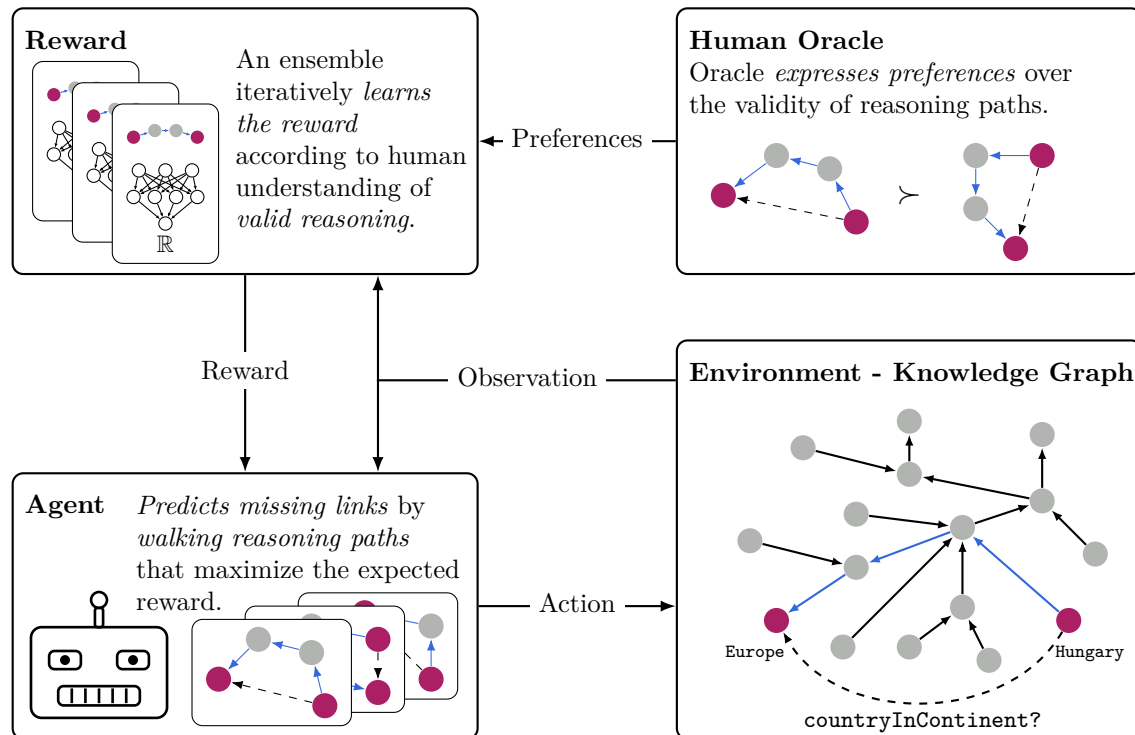 Reward
An ensemble
iteratively learns
the reward
according to human
understanding of
valid reasoning.
ℝ
Preferences
Human Oracle
Oracle expresses preferences over
the validity of reasoning paths.
≻
Reward
Observation
Environment - Knowledge Graph
Europe
Hungary
countryInContinent?
Agent
Predicts missing links by
walking reasoning paths
that maximize the expected
reward.
Action